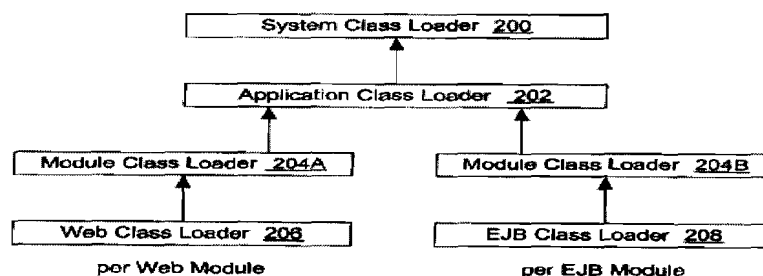 System Class Loader 200
Application Class Loader 202
Module Class Loader 204A
Module Class Loader 204B
Web Class Loader 206
EJB Class Loader 208
per Web Module
per EJB Module